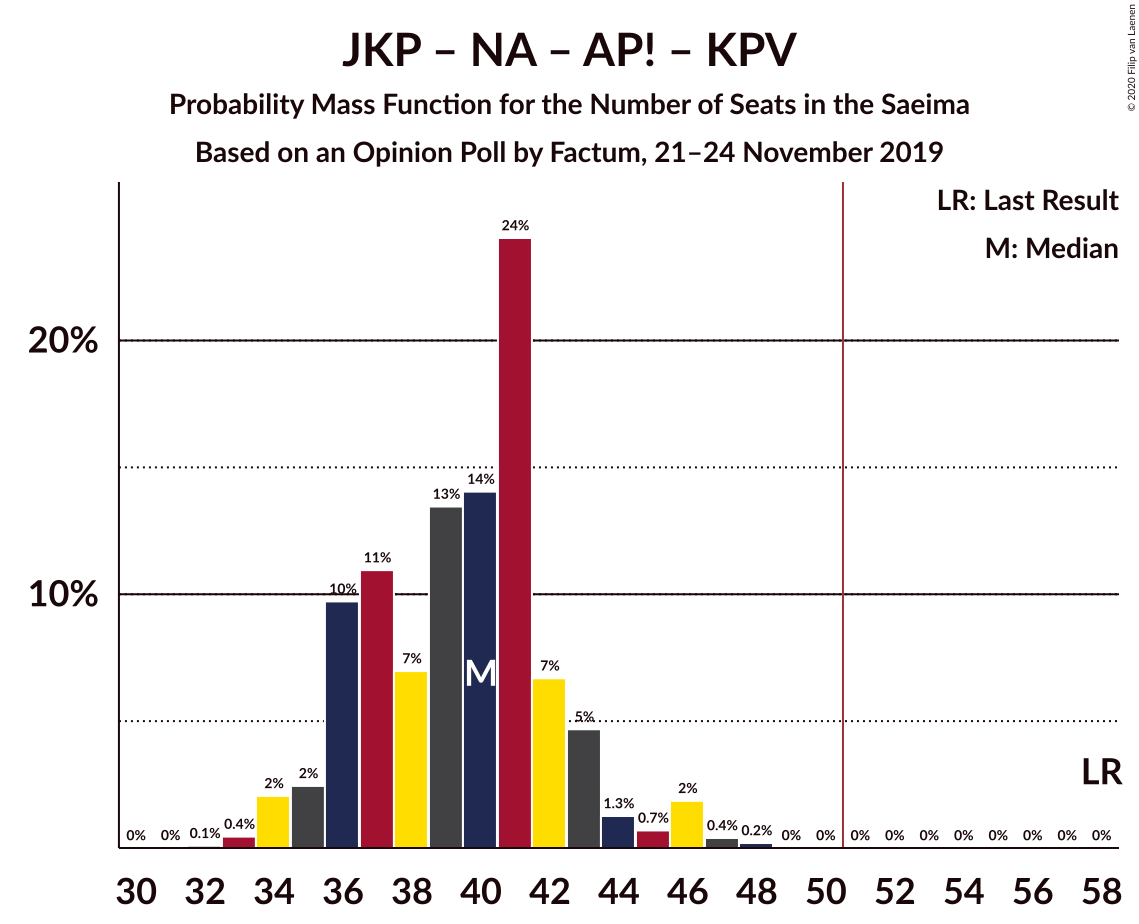 JKP – NA – AP! – KPV
Probability Mass Function for the Number of Seats in the Saeima
Based on an Opinion Poll by Factum, 21–24 November 2019
© 2020 Filip van Laenen
LR: Last Result
M: Median
20%
10%
0% 0% 0.1% 0.4% 2% 2% 10% 11% 7% 13% 14% 24% 7% 5% 1.3% 0.7% 2% 0.4% 0.2% 0% 0% 0% 0% 0% 0% 0% 0% 0% 0%
M
LR
30 32 34 36 38 40 42 44 46 48 50 52 54 56 58